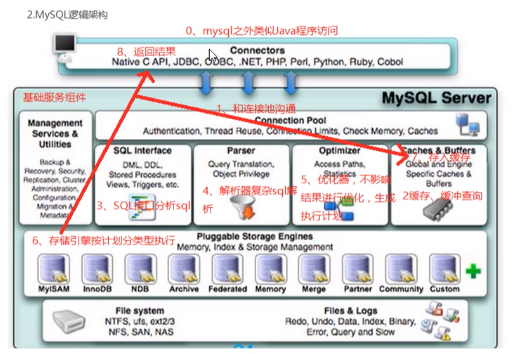 2.MySQL逻辑架构
0、mysql之外类似Java程序访问
8、返回结果
Connectors
Native C API, JDBC, ODBC, .NET, PHP, Perl, Python, Ruby, Cobol
基础服务组件
1、和连接池沟通
MySQL Server
Management
Services &
Utilities
Backup &
Recovery, Security,
Replication, Cluster
Administration,
Configuration,
Migration &
Metadata
Connection Pool
Authentication, Thread Reuse, Connection Limits, Check Memory, Caches
SQL Interface
DML, DDL,
Stored Procedures
Views, Triggers, etc.
3、SQL接口分析sql
Parser
Query Translation,
Object Privilege
4、解析器复杂sql解
析
Optimizer
Access Paths,
Statistics
5、优化器，不影响
结果进行优化，生成
执行计划
Caches & Buffers
7、存入缓存
Global and Engine
Specific Caches &
Buffers
2缓存、缓冲查询
6、存储引擎按计划分类型执行
Pluggable Storage Engines
Memory, Index & Storage Management
MyISAM
InnoDB
NDB
Archive
Federated
Memory
Merge
Partner
Community
Custom
File system
NTFS, ufs, ext2/3
NFS, SAN, NAS
Files & Logs
Redo, Undo, Data, Index, Binary,
Error, Query and Slow